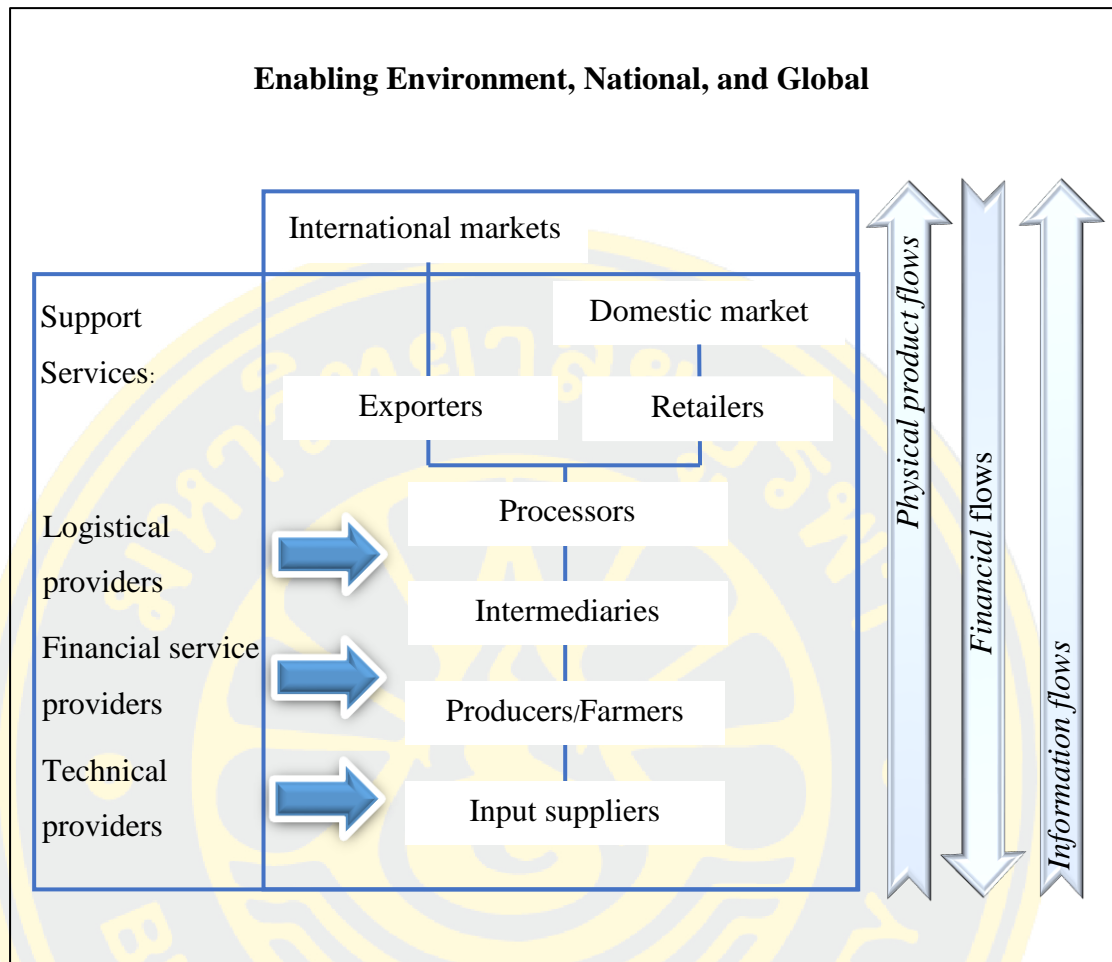 Enabling Environment, National, and Global
International markets
Support
Services:
Domestic market
Exporters
Retailers
Logistical
providers
Processors
Intermediaries
Financial service
providers
Producers/Farmers
Technical
providers
Input suppliers
Physical product flows
Financial flows
Information flows